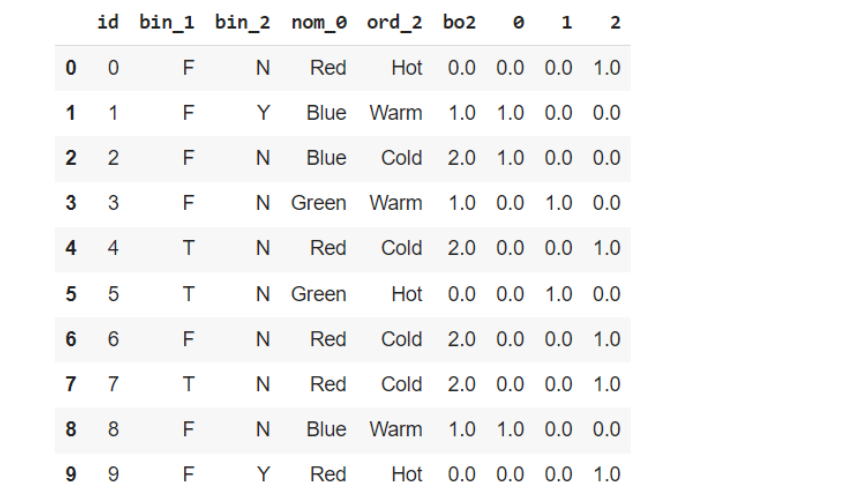 id bin_1 bin_2 nom_0 ord_2 bo2 0 1 2
0 0 F N Red Hot 0.0 0.0 0.0 1.0
1 1 F Y Blue Warm 1.0 1.0 0.0 0.0
2 2 F N Blue Cold 2.0 1.0 0.0 0.0
3 3 F N Green Warm 1.0 0.0 1.0 0.0
4 4 T N Red Cold 2.0 0.0 0.0 1.0
5 5 T N Green Hot 0.0 0.0 1.0 0.0
6 6 F N Red Cold 2.0 0.0 0.0 1.0
7 7 T N Red Cold 2.0 0.0 0.0 1.0
8 8 F N Blue Warm 1.0 1.0 0.0 0.0
9 9 F Y Red Hot 0.0 0.0 0.0 1.0